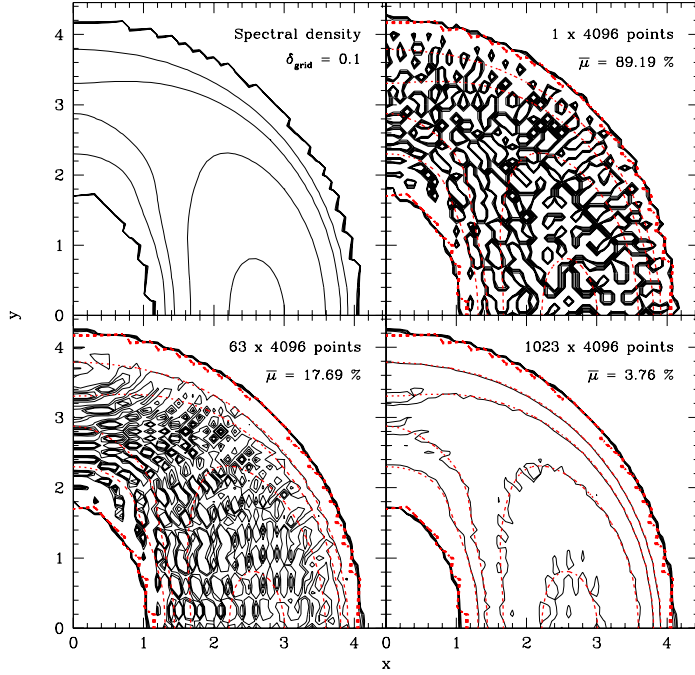 Spectral density
δgrid = 0.1
1 x 4096 points
μ̅ = 89.19 %
4
3
2
1
0
y
63 x 4096 points
μ̅ = 17.69 %
1023 x 4096 points
μ̅ = 3.76 %
4
3
2
1
0
0 1 2 3 4 0 1 2 3 4
x